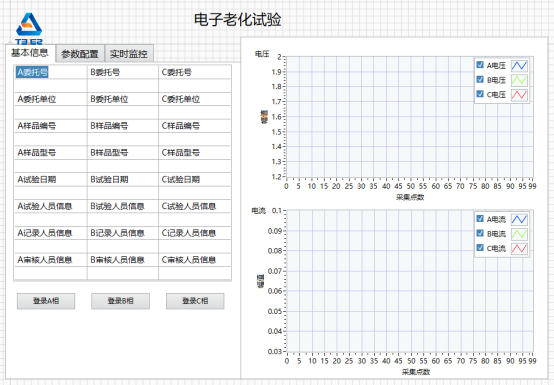 电子老化试验
基本信息 参数配置 实时监控
A委托号 B委托号 C委托号
A委托单位 B委托单位 C委托单位
A样品编号 B样品编号 C样品编号
A样品型号 B样品型号 C样品型号
A试验日期 B试验日期 C试验日期
A试验人员信息 B试验人员信息 C试验人员信息
A记录人员信息 B记录人员信息 C记录人员信息
A审核人员信息 B审核人员信息 C审核人员信息
登录A相 登录B相 登录C相
电压
A电压
B电压
C电压
幅值
2
1.9
1.8
1.7
1.6
1.5
1.4
1.3
1.2
0 5 10 15 20 25 30 35 40 45 50 55 60 65 70 75 80 85 90 95 99
采集点数
电流
A电流
B电流
C电流
幅值
0.1
0.09
0.08
0.07
0.06
0.05
0.04
0.03
0 5 10 15 20 25 30 35 40 45 50 55 60 65 70 75 80 85 90 95 99
采集点数